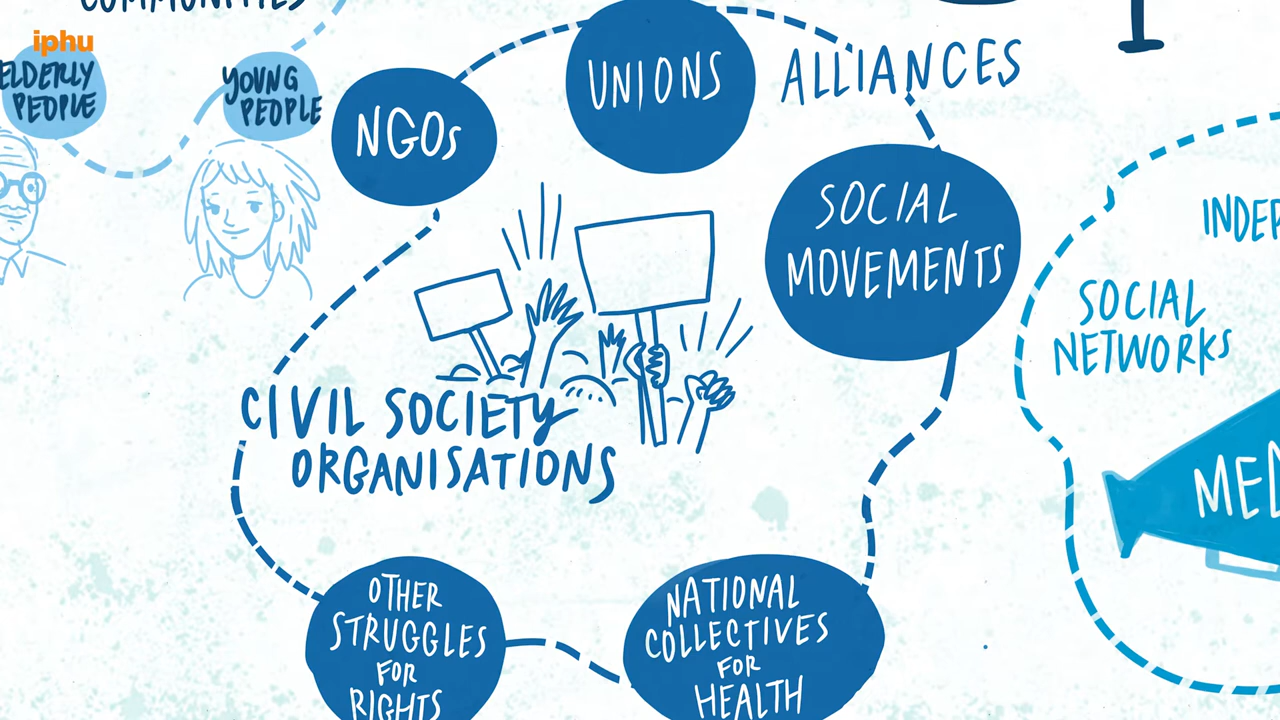 COMMUNITIES
iphu
ELDERLY
PEOPLE
YOUNG
PEOPLE
NGOs
UNIONS
ALLIANCES
SOCIAL
MOVEMENTS
CIVIL SOCIETY
ORGANISATIONS
OTHER
STRUGGLES
FOR
RIGHTS
NATIONAL
COLLECTIVES
FOR
HEALTH
SOCIAL
NETWORKS